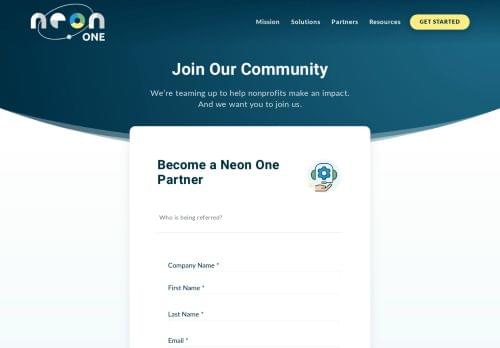 neon
ONE
Mission Solutions Partners Resources GET STARTED
Join Our Community
We're teaming up to help nonprofits make an impact.
And we want you to join us.
Become a Neon One
Partner
Who is being referred?
Company Name *
First Name *
Last Name *
Email *